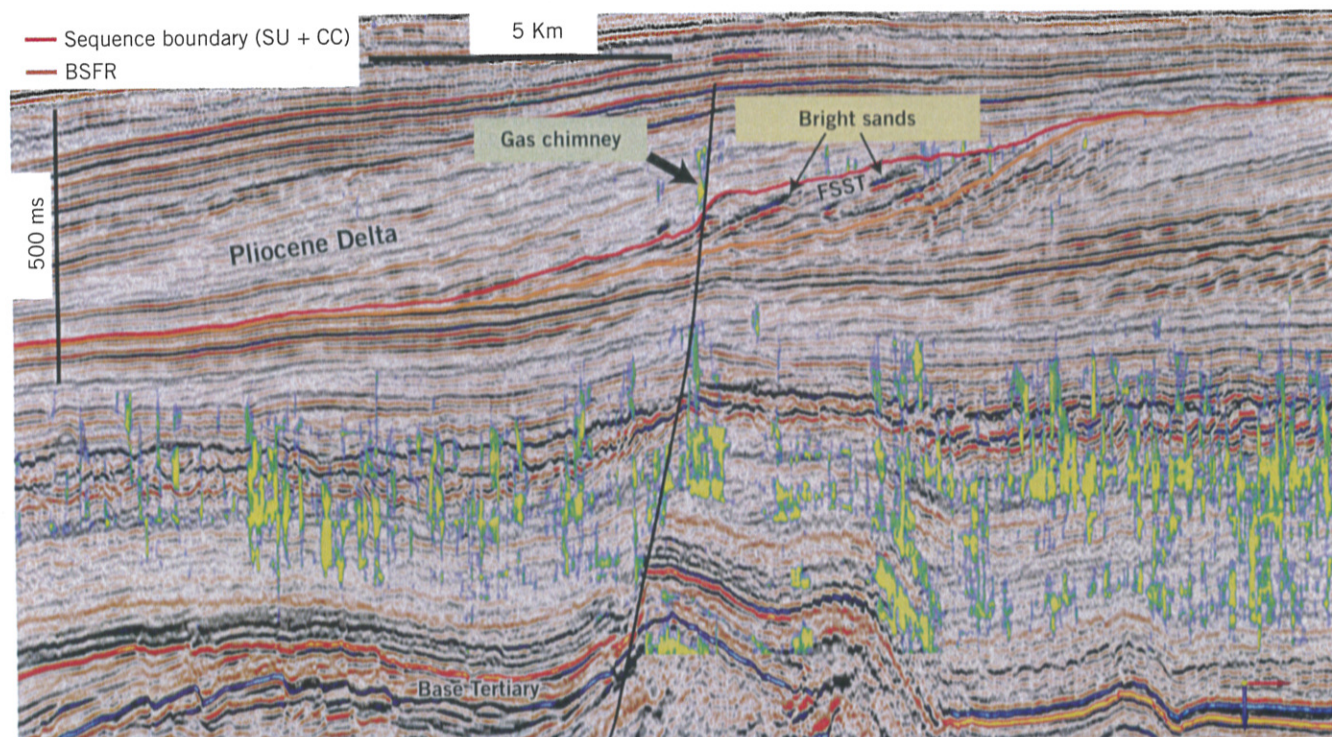 Sequence boundary (SU + CC)
BSFR
5 Km
Gas chimney
Bright sands
FSST
500 ms
Pliocene Delta
Base Tertiary